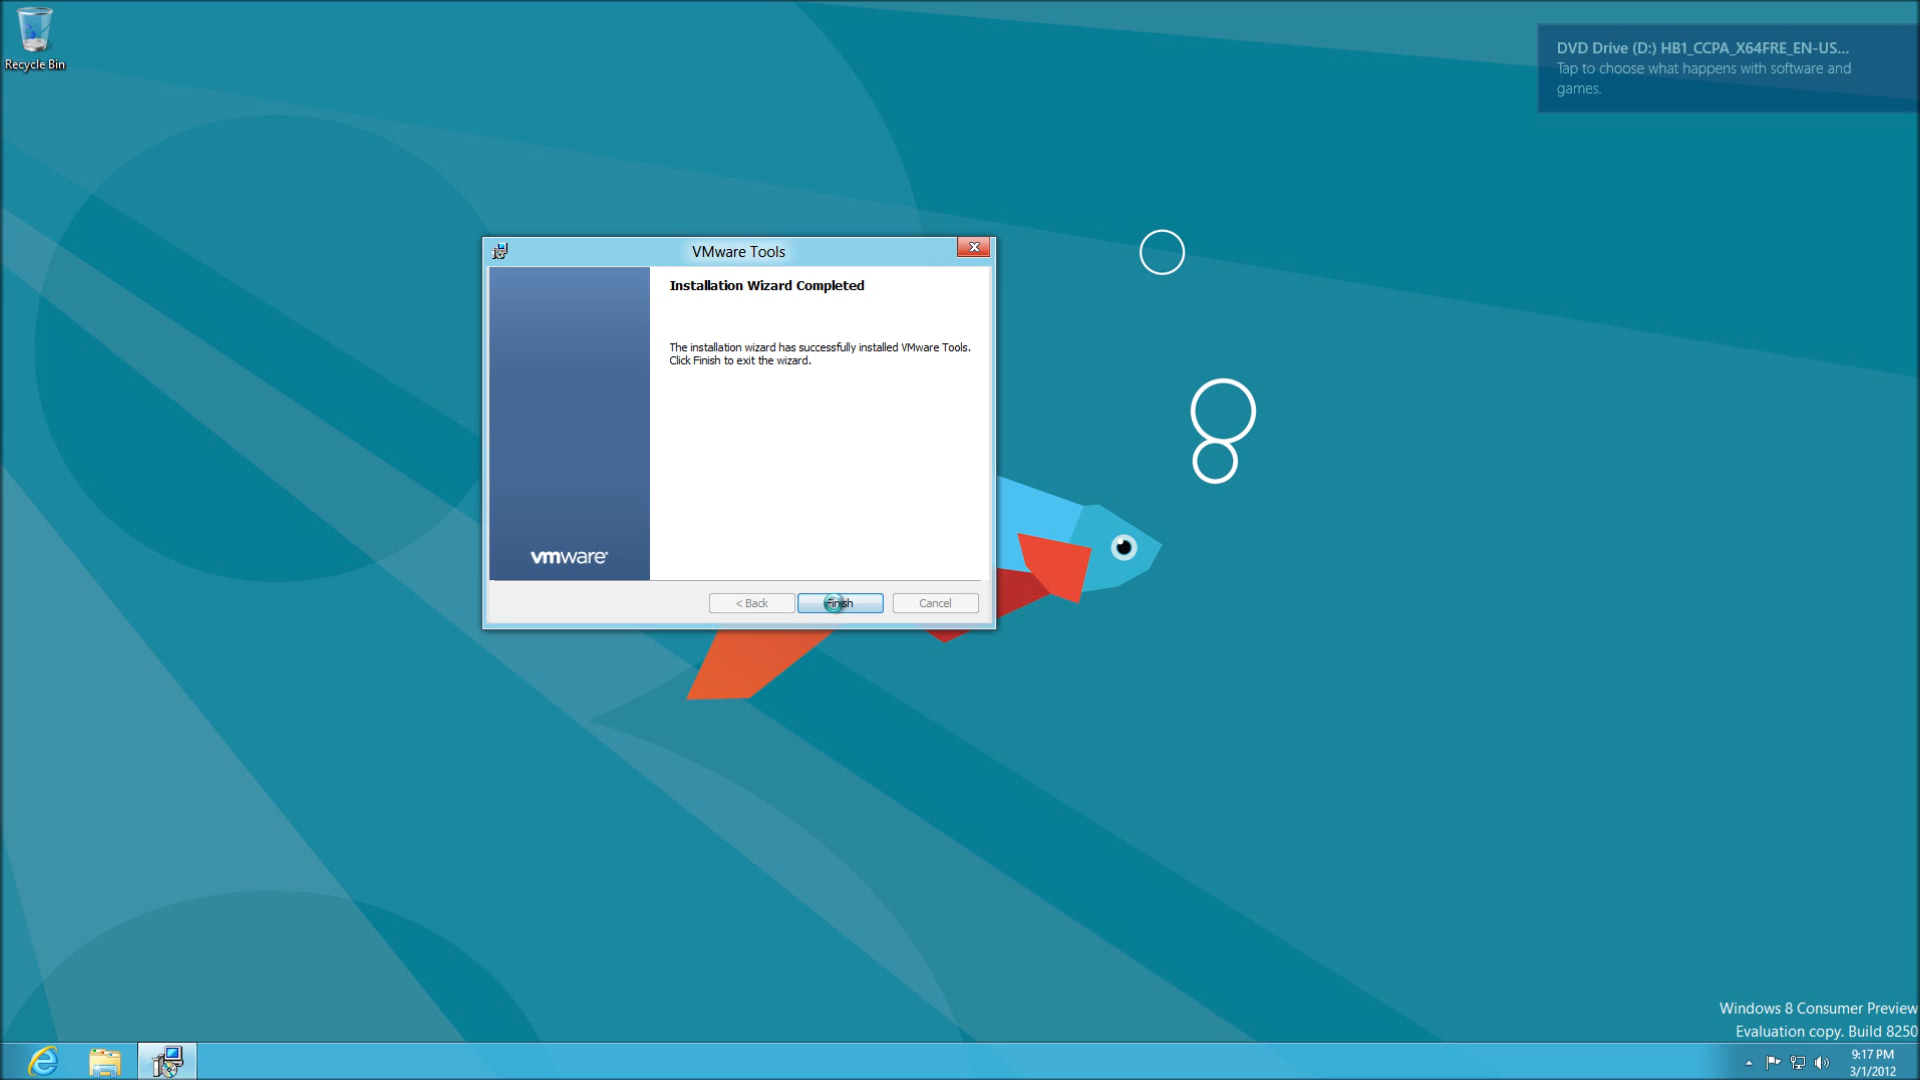 Recycle Bin
DVD Drive (D:) HB1_CCPA_X64FRE_EN-US...
Tap to choose what happens with software and
games.
VMware Tools
Installation Wizard Completed
The installation wizard has successfully installed VMware Tools.
Click Finish to exit the wizard.
vmware
< Back
Finish
Cancel
Windows 8 Consumer Preview
Evaluation copy. Build 8250
9:17 PM
3/1/2012